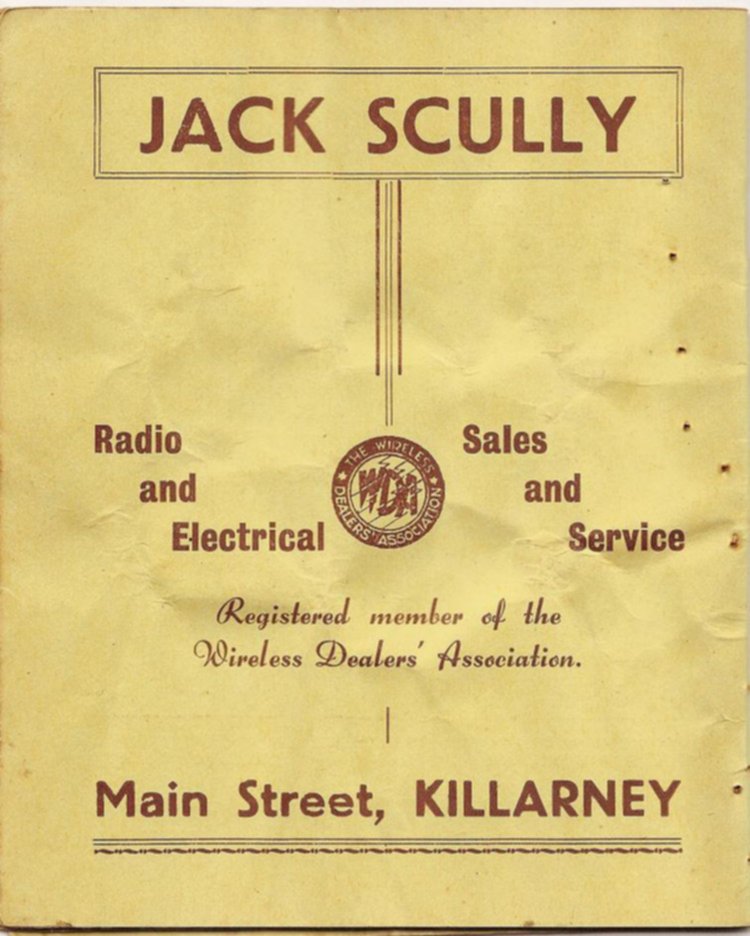 JACK SCULLY
Radio
and
Electrical
THE WIRELESS
WDA
DEALERS' ASSOCIATION
Sales
and
Service
Registered member of the
Wireless Dealers' Association.
Main Street, KILLARNEY